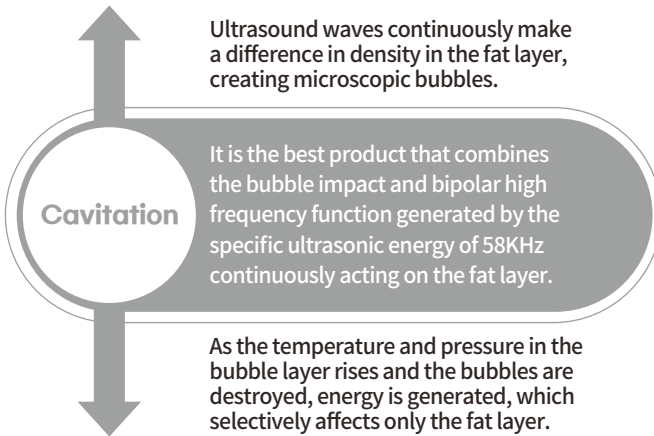 Ultrasound waves continuously make
a difference in density in the fat layer,
creating microscopic bubbles.
Cavitation
It is the best product that combines
the bubble impact and bipolar high
frequency function generated by the
specific ultrasonic energy of 58KHz
continuously acting on the fat layer.
As the temperature and pressure in the
bubble layer rises and the bubbles are
destroyed, energy is generated, which
selectively affects only the fat layer.